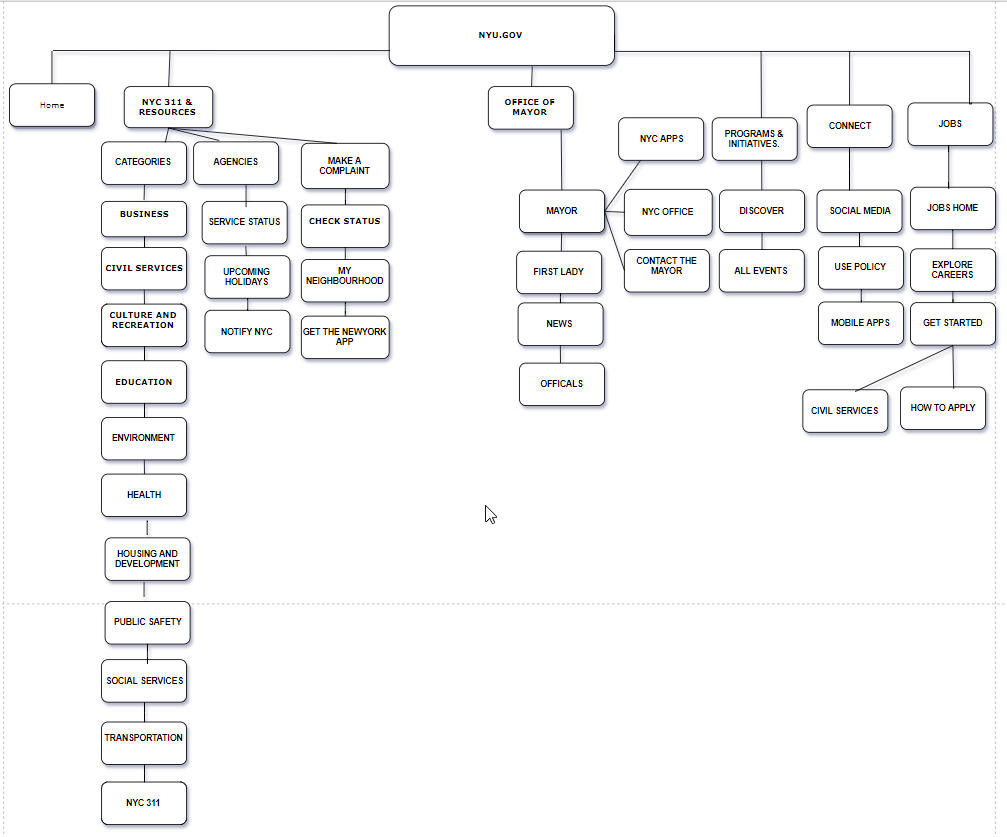 NYU.GOV
Home
NYC 311 &
RESOURCES
OFFICE OF
MAYOR
NYC APPS
PROGRAMS &
INITIATIVES.
CONNECT
JOBS
CATEGORIES
AGENCIES
MAKE A
COMPLAINT
BUSINESS
SERVICE STATUS
CHECK STATUS
MAYOR
NYC OFFICE
DISCOVER
SOCIAL MEDIA
JOBS HOME
CIVIL SERVICES
UPCOMING
HOLIDAYS
MY
NEIGHBOURHOOD
FIRST LADY
CONTACT THE
MAYOR
ALL EVENTS
USE POLICY
EXPLORE
CAREERS
CULTURE AND
RECREATION
NOTIFY NYC
GET THE NEWYORK
APP
NEWS
MOBILE APPS
GET STARTED
EDUCATION
OFFICALS
CIVIL SERVICES
HOW TO APPLY
ENVIRONMENT
HEALTH
HOUSING AND
DEVELOPMENT
PUBLIC SAFETY
SOCIAL SERVICES
TRANSPORTATION
NYC 311